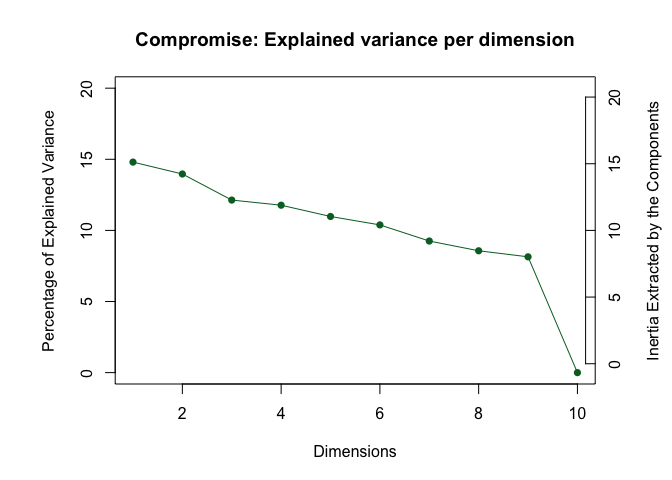 Compromise: Explained variance per dimension
Percentage of Explained Variance
20
15
10
5
0
Inertia Extracted by the Components
20
15
10
5
0
2 4 6 8 10
Dimensions